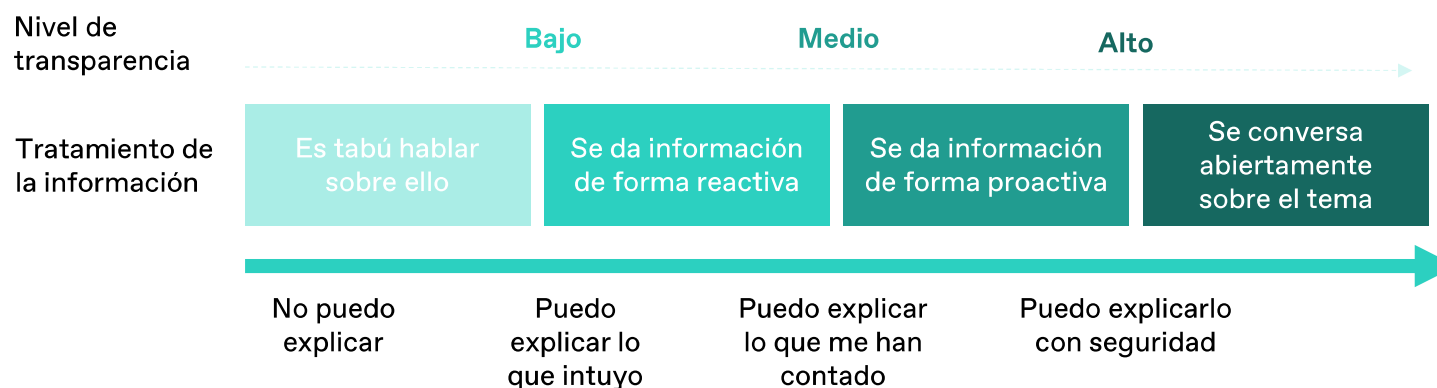 Nivel de
transparencia
Bajo
Medio
Alto
Tratamiento de
la información
Es tabú hablar
sobre ello
Se da información
de forma reactiva
Se da información
de forma proactiva
Se conversa
abiertamente
sobre el tema
No puedo
explicar
Puedo
explicar lo
que intuyo
Puedo explicar
lo que me han
contado
Puedo explicarlo
con seguridad